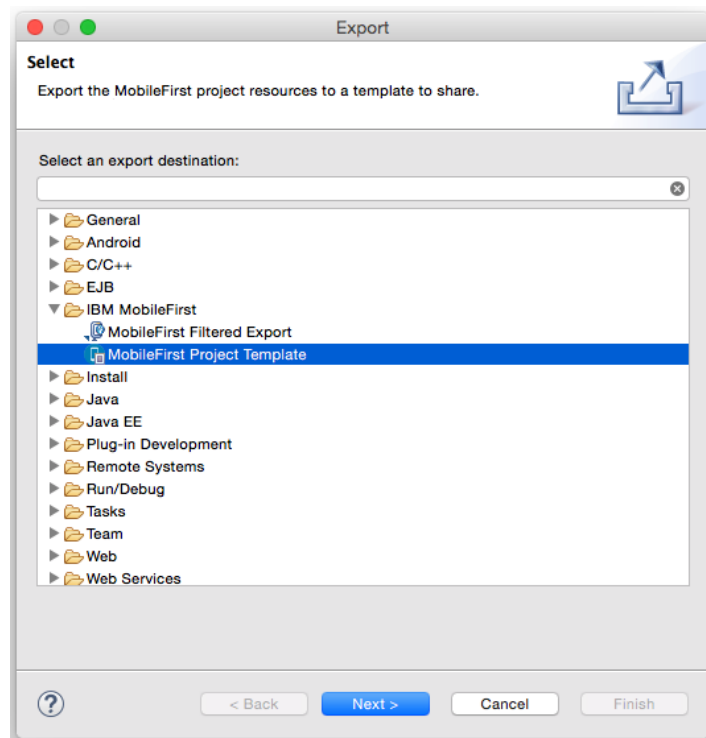 Export
Select
Export the MobileFirst project resources to a template to share.
Select an export destination:
General
Android
C/C++
EJB
IBM MobileFirst
MobileFirst Filtered Export
MobileFirst Project Template
Install
Java
Java EE
Plug-in Development
Remote Systems
Run/Debug
Tasks
Team
Web
Web Services
? < Back Next > Cancel Finish